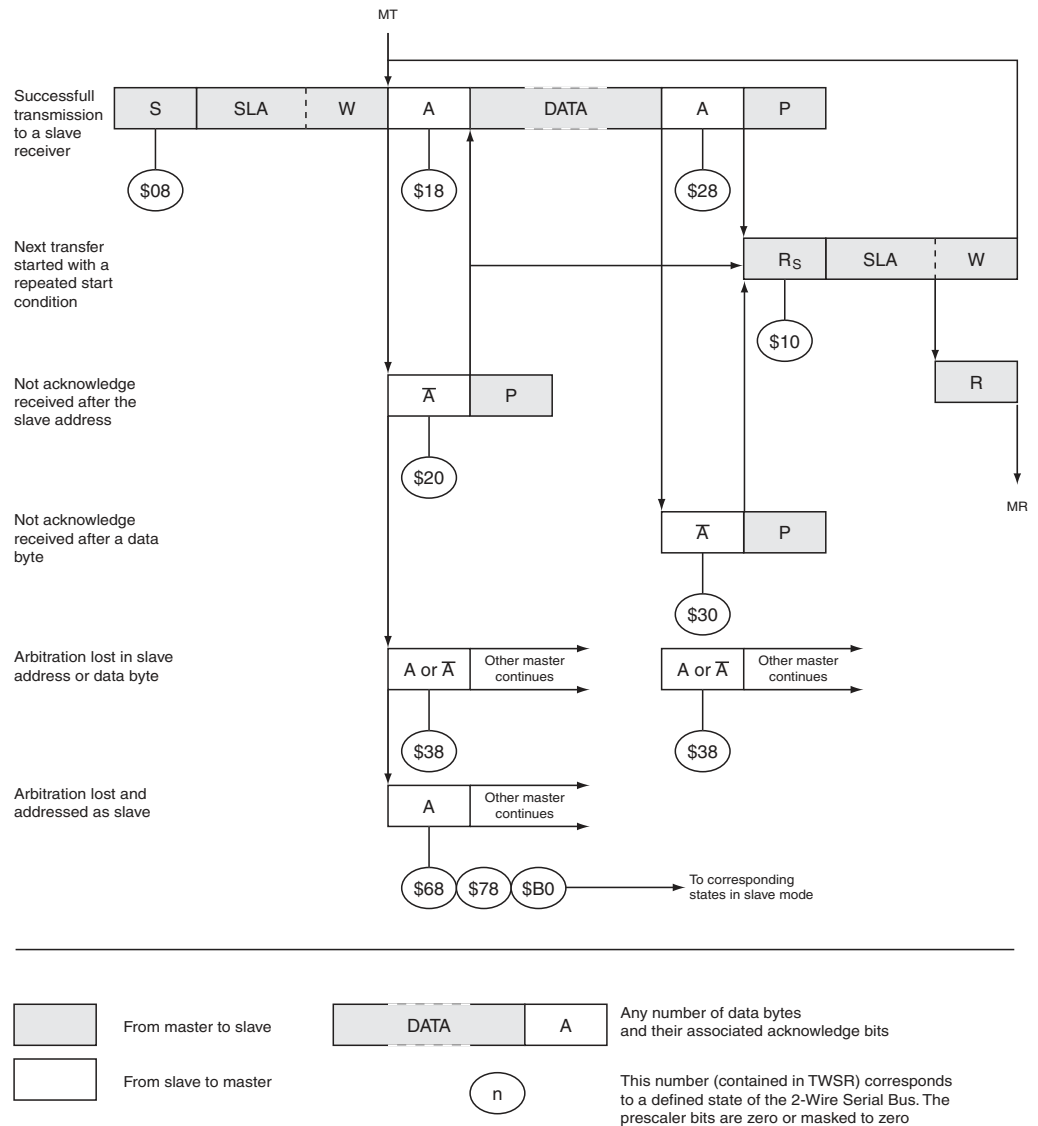 MT
Successfull
transmission
to a slave
receiver
S SLA W A DATA A P
$08 $18 $28
Next transfer
started with a
repeated start
condition
RS SLA W
$10
Not acknowledge
received after the
slave address
A̅ P
R
$20
MR
Not acknowledge
received after a data
byte
A̅ P
$30
Arbitration lost in slave
address or data byte
A or A̅ Other master
continues
A or A̅ Other master
continues
$38 $38
Arbitration lost and
addressed as slave
A Other master
continues
$68 $78 $B0
To corresponding
states in slave mode
From master to slave
DATA A
Any number of data bytes
and their associated acknowledge bits
From slave to master
n
This number (contained in TWSR) corresponds
to a defined state of the 2-Wire Serial Bus. The
prescaler bits are zero or masked to zero